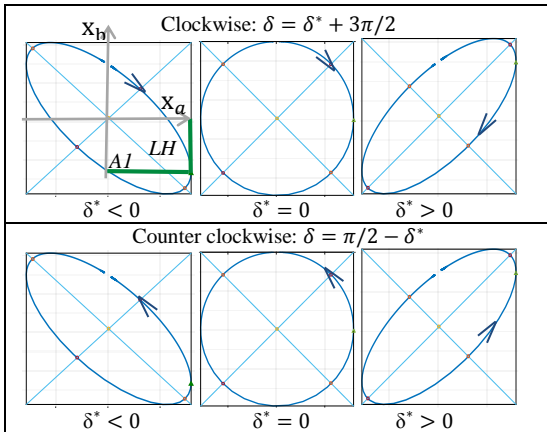 Clockwise: δ = δ* + 3π/2
x_b
x_a
LH
A1
δ* < 0
δ* = 0
δ* > 0
Counter clockwise: δ = π/2 − δ*
δ* < 0
δ* = 0
δ* > 0